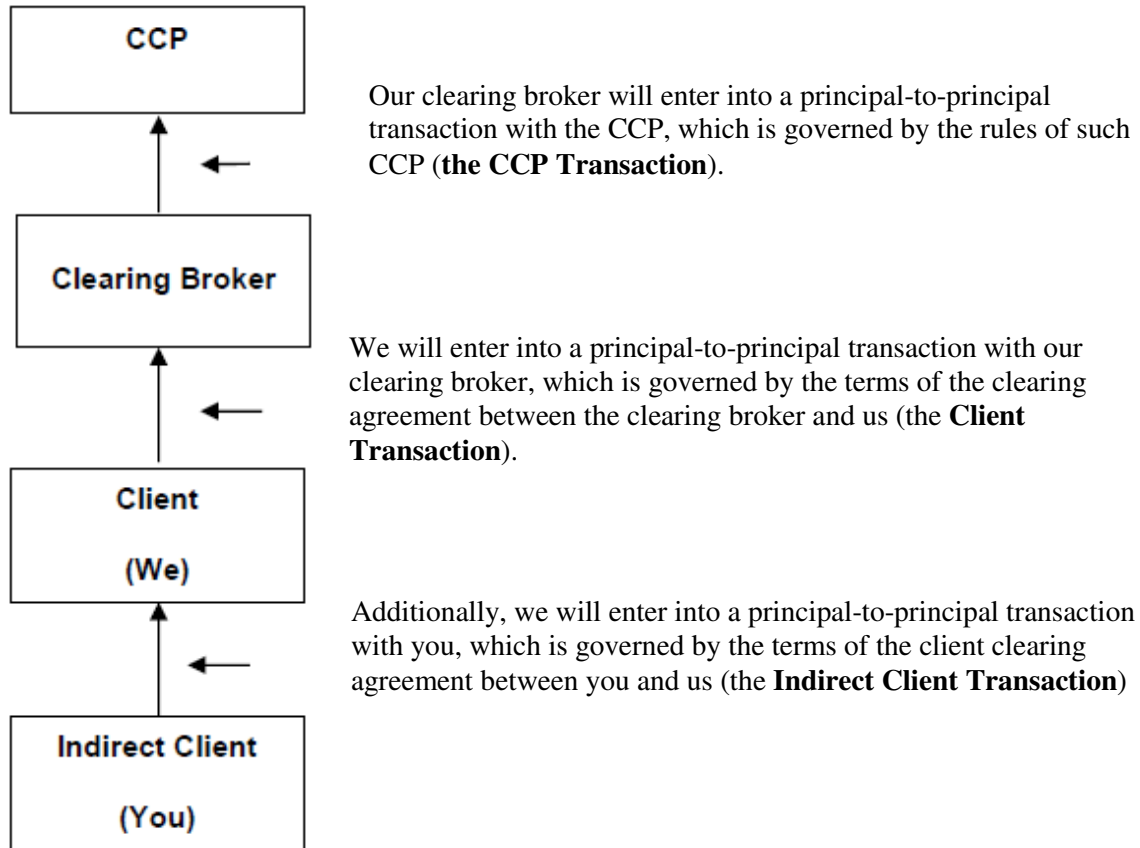 CCP
Our clearing broker will enter into a principal-to-principal
transaction with the CCP, which is governed by the rules of such
CCP (the CCP Transaction).
Clearing Broker
We will enter into a principal-to-principal transaction with our
clearing broker, which is governed by the terms of the clearing
agreement between the clearing broker and us (the Client
Transaction).
Client
(We)
Additionally, we will enter into a principal-to-principal transaction
with you, which is governed by the terms of the client clearing
agreement between you and us (the Indirect Client Transaction)
Indirect Client
(You)